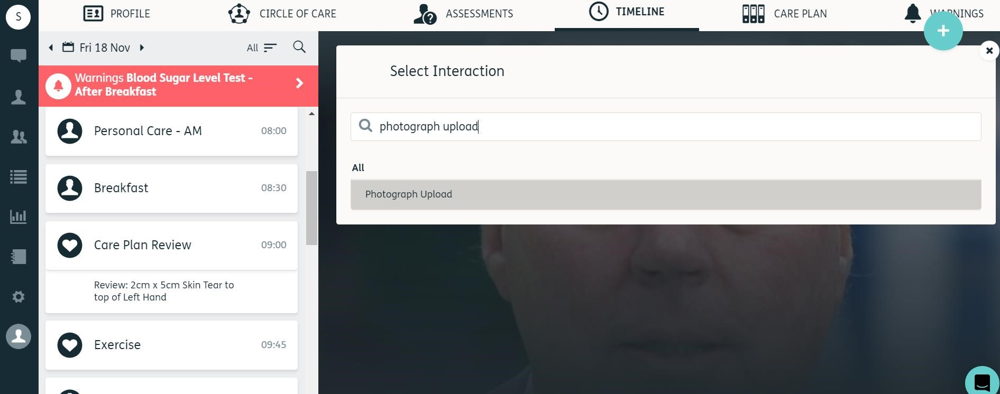 S
PROFILE
CIRCLE OF CARE
?
ASSESSMENTS
TIMELINE
CARE PLAN
WARNINGS
Fri 18 Nov
All
Warnings Blood Sugar Level Test -
After Breakfast
Personal Care - AM 08:00
Breakfast 08:30
Care Plan Review 09:00
Review: 2cm x 5cm Skin Tear to
top of Left Hand
Exercise 09:45
Select Interaction
photograph upload
All
Photograph Upload